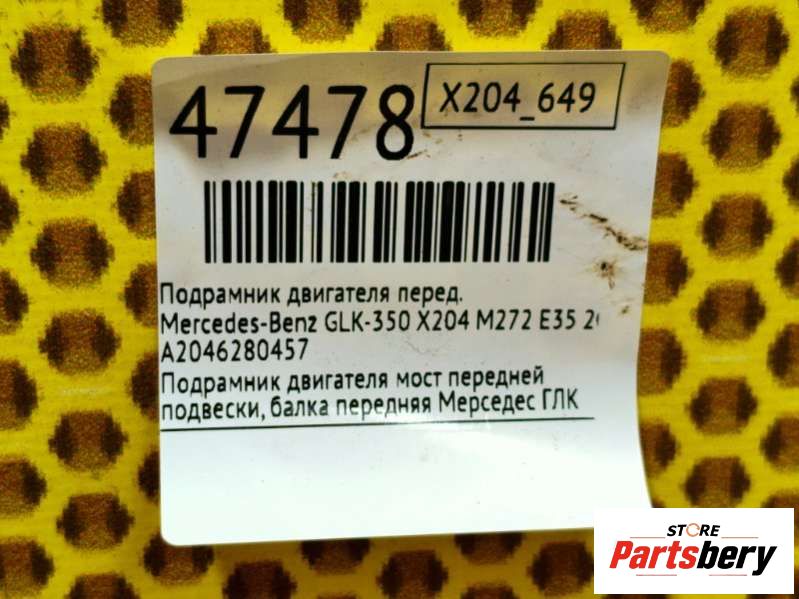 47478
X204_649
Подрамник двигателя перед.
Mercedes-Benz GLK-350 X204 M272 E35
A2046280457
Подрамник двигателя мост передней
подвески, балка передняя Мерседес ГЛК
STORE
Partsbery